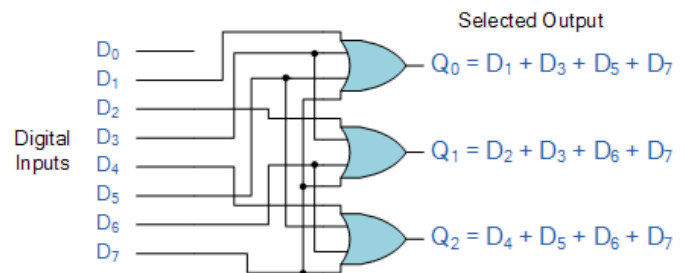 Selected Output
Digital
Inputs
D₀
D₁
D₂
D₃
D₄
D₅
D₆
D₇
Q₀ = D₁ + D₃ + D₅ + D₇
Q₁ = D₂ + D₃ + D₆ + D₇
Q₂ = D₄ + D₅ + D₆ + D₇